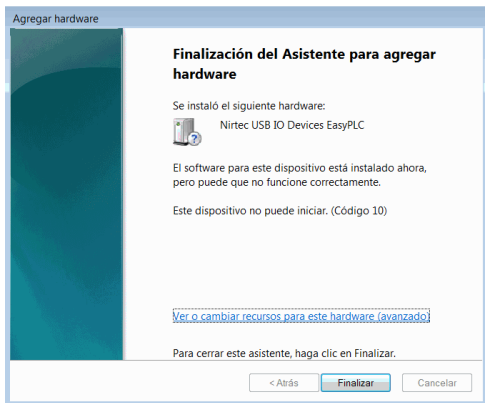 Agregar hardware
Finalización del Asistente para agregar
hardware
Se instaló el siguiente hardware:
Nirtec USB IO Devices EasyPLC
El software para este dispositivo está instalado ahora,
pero puede que no funcione correctamente.
Este dispositivo no puede iniciar. (Código 10)
Ver o cambiar recursos para este hardware (avanzado)
Para cerrar este asistente, haga clic en Finalizar.
< Atrás
Finalizar
Cancelar